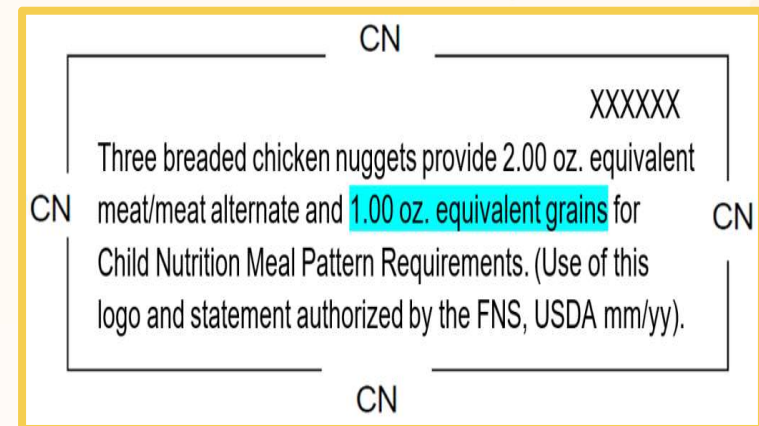 CN
XXXXXX
Three breaded chicken nuggets provide 2.00 oz. equivalent
CN meat/meat alternate and 1.00 oz. equivalent grains for CN
Child Nutrition Meal Pattern Requirements. (Use of this
logo and statement authorized by the FNS, USDA mm/yy).
CN